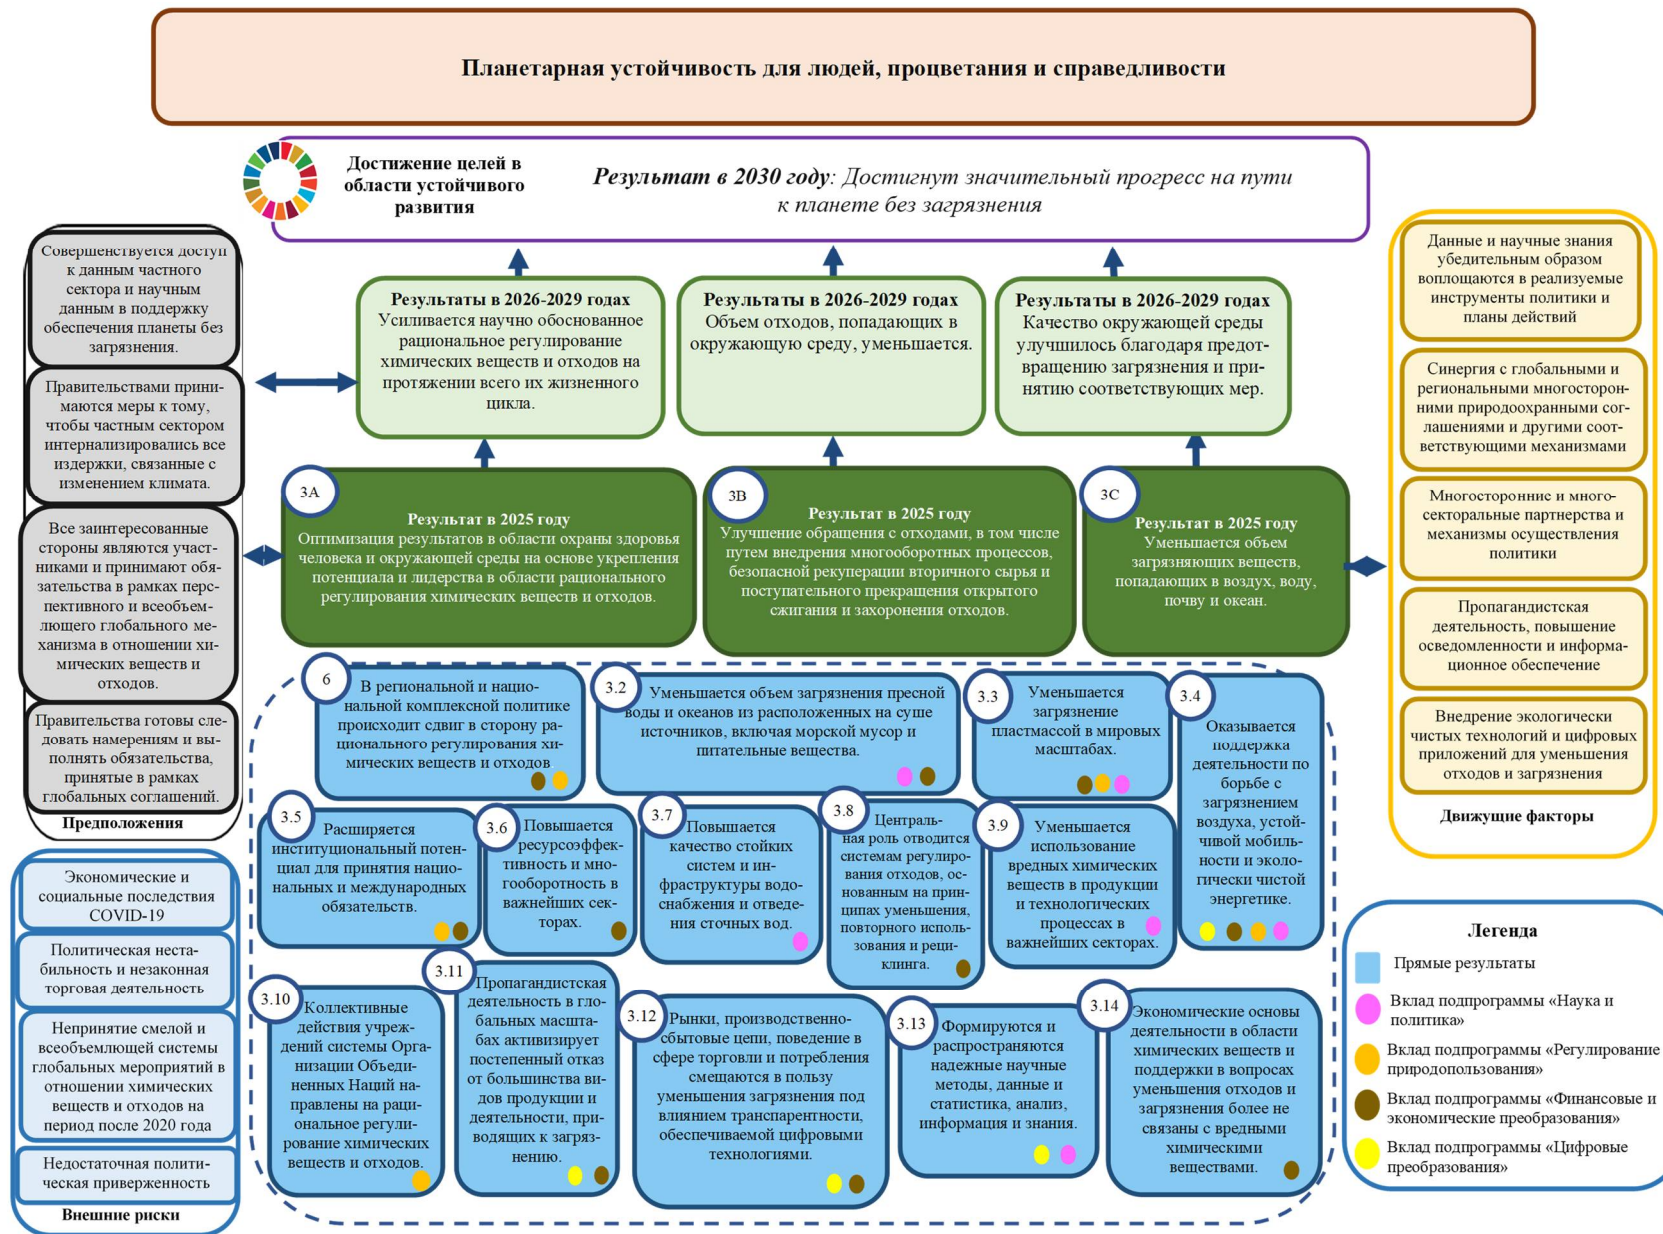 Планетарная устойчивость для людей, процветания и справедливости
Достижение целей в
области устойчивого
развития
Результат в 2030 году: Достигнут значительный прогресс на пути
к планете без загрязнения
Совершенствуется доступ
к данным частного
сектора и научным
данным в поддержку
обеспечения планеты без
загрязнения.
Правительствами прини-
маются меры к тому,
чтобы частным сектором
интернализировались все
издержки, связанные с
изменением климата.
Все заинтересованные
стороны являются участ-
никами и принимают обя-
зательства в рамках перс-
пективного и всеобъем-
лющего глобального ме-
ханизма в отношении хи-
мических веществ и
отходов.
Правительства готовы сле-
довать намерениям и вы-
полнять обязательства,
принятые в рамках
глобальных соглашений.
Предположения
Экономические и
социальные последствия
COVID-19
Политическая неста-
бильность и незаконная
торговая деятельность
Непринятие смелой и
всеобъемлющей системы
глобальных мероприятий в
отношении химических
веществ и отходов на
период после 2020 года
Недостаточная полити-
ческая приверженность
Внешние риски
Результаты в 2026-2029 годах
Усиливается научно обоснованное
рациональное регулирование
химических веществ и отходов на
протяжении всего их жизненного
цикла.
Результаты в 2026-2029 годах
Объем отходов, попадающих в
окружающую среду, уменьшается.
Результаты в 2026-2029 годах
Качество окружающей среды
улучшилось благодаря предот-
вращению загрязнения и при-
нятию соответствующих мер.
3A
Результат в 2025 году
Оптимизация результатов в области охраны здоровья
человека и окружающей среды на основе укрепления
потенциала и лидерства в области рационального
регулирования химических веществ и отходов.
3B
Результат в 2025 году
Улучшение обращения с отходами, в том числе
путем внедрения многооборотных процессов,
безопасной рекуперации вторичного сырья и
поступательного прекращения открытого
сжигания и захоронения отходов.
3C
Результат в 2025 году
Уменьшается объем
загрязняющих веществ,
попадающих в воздух, воду,
почву и океан.
6
В региональной и нацио-
нальной комплексной политике
происходит сдвиг в сторону ра-
ционального регулирования хи-
мических веществ и отходов
3.2
Уменьшается объем загрязнения пресной
воды и океанов из расположенных на суше
источников, включая морской мусор и
питательные вещества.
3.3
Уменьшается
загрязнение
пластмассой в мировых
масштабах.
3.4
Оказывается
поддержка
деятельности по
борьбе с
загрязнением
воздуха, устой-
чивой мобиль-
ности и эколо-
гически чистой
энергетике.
3.5
Расширяется
институциональный потен-
циал для принятия нацио-
нальных и международных
обязательств.
3.6
Повышается
ресурсоэффек-
тивность и мно-
гооборотность в
важнейших сек-
торах.
3.7
Повышается
качество стойких
систем и ин-
фраструктуры водо-
снабжения и отведе-
ния сточных вод.
3.8
Централь-
ная роль отводится
системам регулиро-
вания отходов, ос-
нованным на прин-
ципах уменьшения,
повторного исполь-
зования и реци-
клинга.
3.9
Уменьшается
использование
вредных химических
веществ в продукции
и технологических
процессах в
важнейших секторах.
3.10
Коллективные
действия учреж-
дений системы Орга-
низации Объеди-
ненных Наций на-
правлены на раци-
ональное регули-
рование химических
веществ и отходов.
3.11
Пропагандистская
деятельность в гло-
бальных масшта-
бах активизирует
постепенный отказ
от большинства ви-
дов продукции и
деятельности, при-
водящих к загряз-
нению.
3.12
Рынки, производственно-
сбытовые цепи, поведение в
сфере торговли и потребления
смещаются в пользу
уменьшения загрязнения под
влиянием транспарентности,
обеспечиваемой цифровыми
технологиями.
3.13
Формируются и
распространяются
надежные научные
методы, данные и
статистика, анализ,
информация и знания.
3.14
Экономические основы
деятельности в области
химических веществ и
поддержки в вопросах
уменьшения отходов и
загрязнения более не
связаны с вредными
химическими
веществами.
Данные и научные знания
убедительным образом
воплощаются в реализуемые
инструменты политики и
планы действий
Синергия с глобальными и
региональными многосторон-
ними природоохранными сог-
лашениями и другими соот-
ветствующими механизмами
Многосторонние и много-
секторальные партнерства и
механизмы осуществления
политики
Пропагандистская
деятельность, повышение
осведомленности и информа-
ционное обеспечение
Внедрение экологически
чистых технологий и цифровых
приложений для уменьшения
отходов и загрязнения
Движущие факторы
Легенда
Прямые результаты
Вклад подпрограммы «Наука и
политика»
Вклад подпрограммы «Регулирование
природопользования»
Вклад подпрограммы «Финансовые и
экономические преобразования»
Вклад подпрограммы «Цифровые
преобразования»